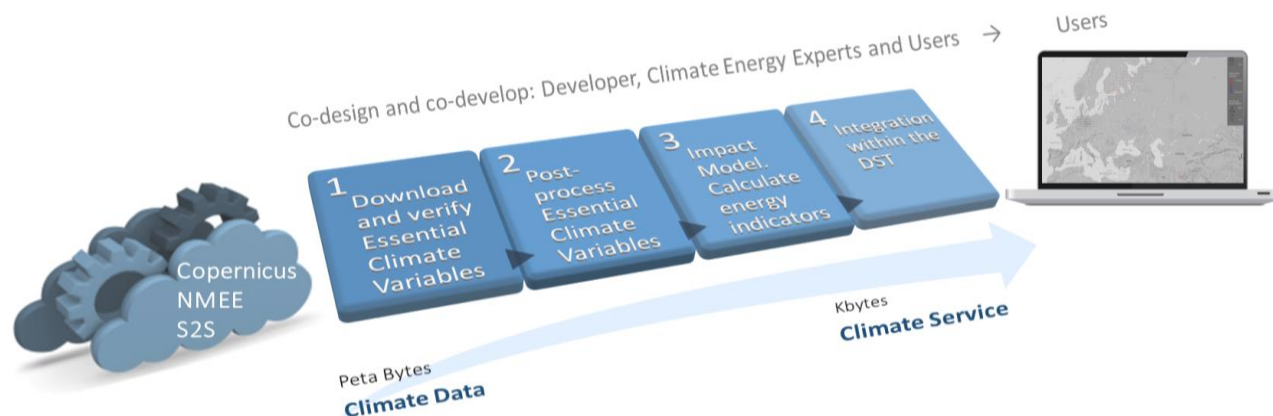 Users
Co-design and co-develop: Developer, Climate Energy Experts and Users →
Copernicus
NMEE
S2S
1
Download
and verify
Essential
Climate
Variables
2
Post-
process
Essential
Climate
Variables
3
Impact
Model.
Calculate
energy
indicators
4
Integration
within the
DST
Peta Bytes
Climate Data
Kbytes
Climate Service